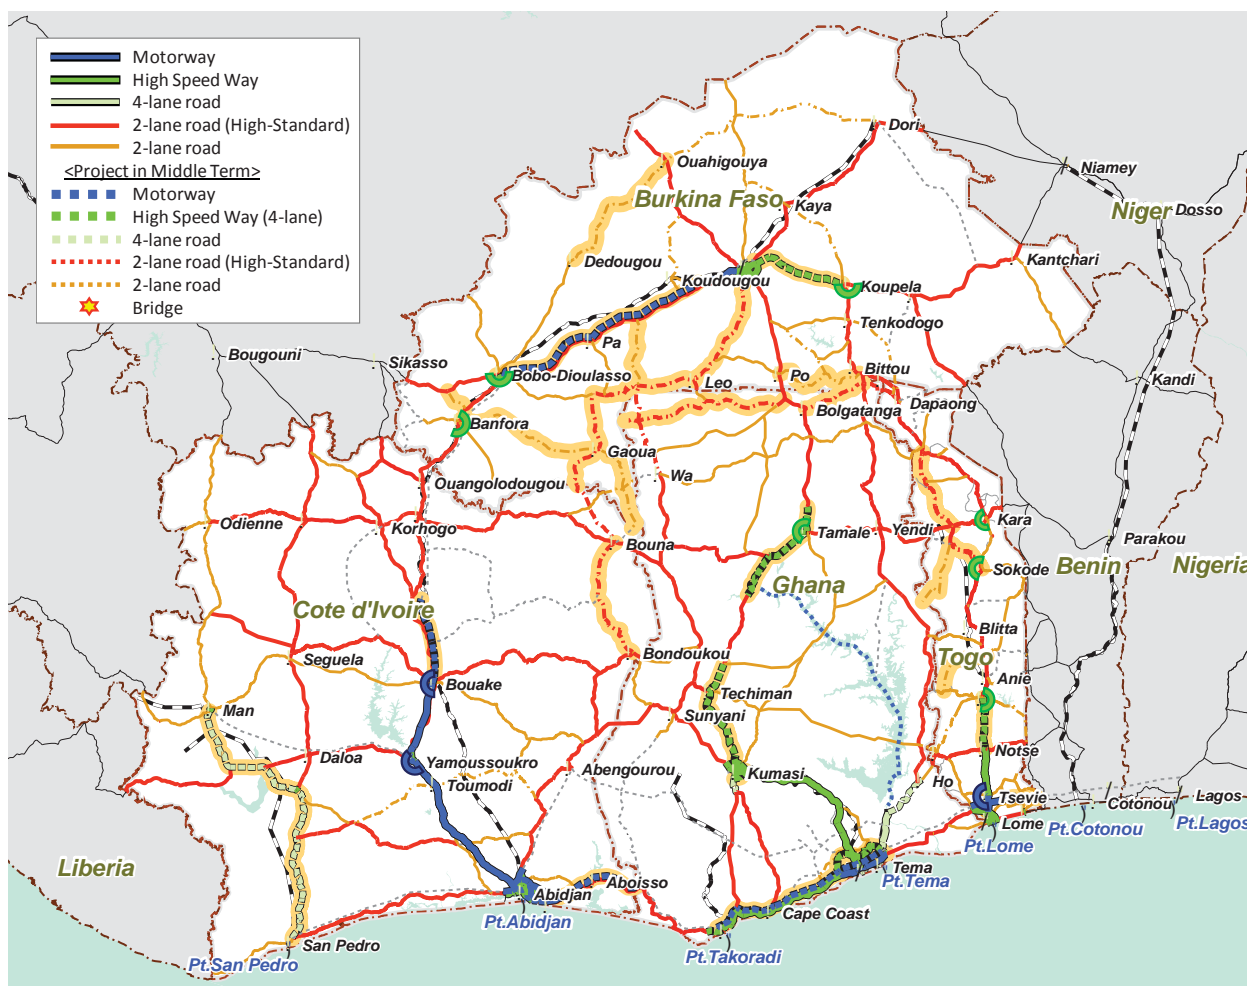 Motorway
High Speed Way
4-lane road
2-lane road (High-Standard)
2-lane road
<Project in Middle Term>
Motorway
High Speed Way (4-lane)
4-lane road
2-lane road (High-Standard)
2-lane road
Bridge
Dori
Ouahigouya
Niamey
Burkina Faso
Kaya
Niger
Dosso
Dedougou
Kantchari
Koudougou
Koupela
Tenkodogo
Pa
Bougouni
Sikasso
Bobo-Dioulasso
Leo
Po
Bittou
Kandi
Dapaong
Bolgatanga
Banfora
Gaoua
Ouangolodougou
Wa
Odienne
Korhogo
Tamale
Yendi
Kara
Bouna
Parakou
Benin
Nigeria
Sokode
Ghana
Cote d'Ivoire
Blitta
Togo
Seguela
Bondoukou
Anie
Bouake
Techiman
Man
Sunyani
Notse
Daloa
Yamoussoukro
Abengourou
Kumasi
Ho
Toumodi
Tsevie
Lagos
Cotonou
Lome
Pt.Cotonou
Pt.Lagos
Pt.Lome
Liberia
Tema
Pt.Tema
Aboisso
Abidjan
Cape Coast
Pt.Abidjan
San Pedro
Pt.Takoradi
Pt.San Pedro